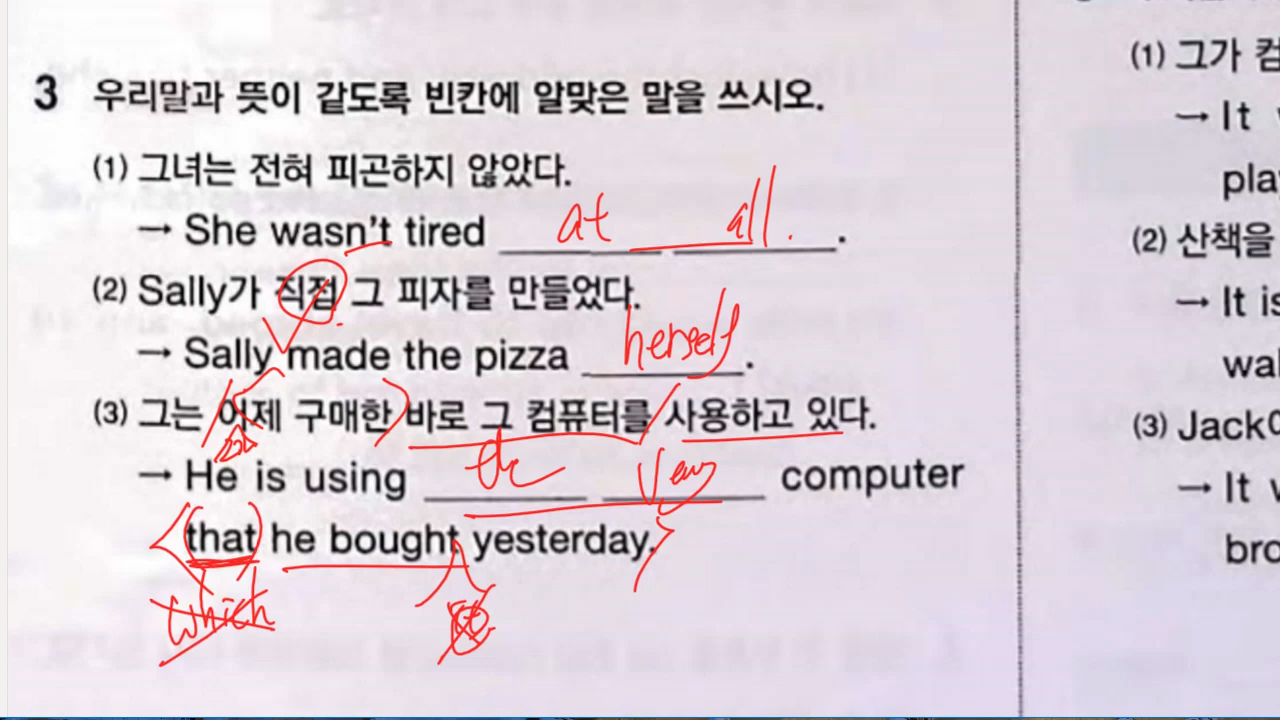 3 우리말과 뜻이 같도록 빈칸에 알맞은 말을 쓰시오.
(1) 그녀는 전혀 피곤하지 않았다.
→ She wasn't tired at all.
(2) Sally가 직접 그 피자를 만들었다.
→ Sally made the pizza herself.
(3) 그는 어제 구매한 바로 그 컴퓨터를 사용하고 있다.
→ He is using the very computer
that he bought yesterday.
which
(1) 그가 컴
→ It
pla
(2) 산책을
→ It is
wal
(3) Jack
→ It
bro